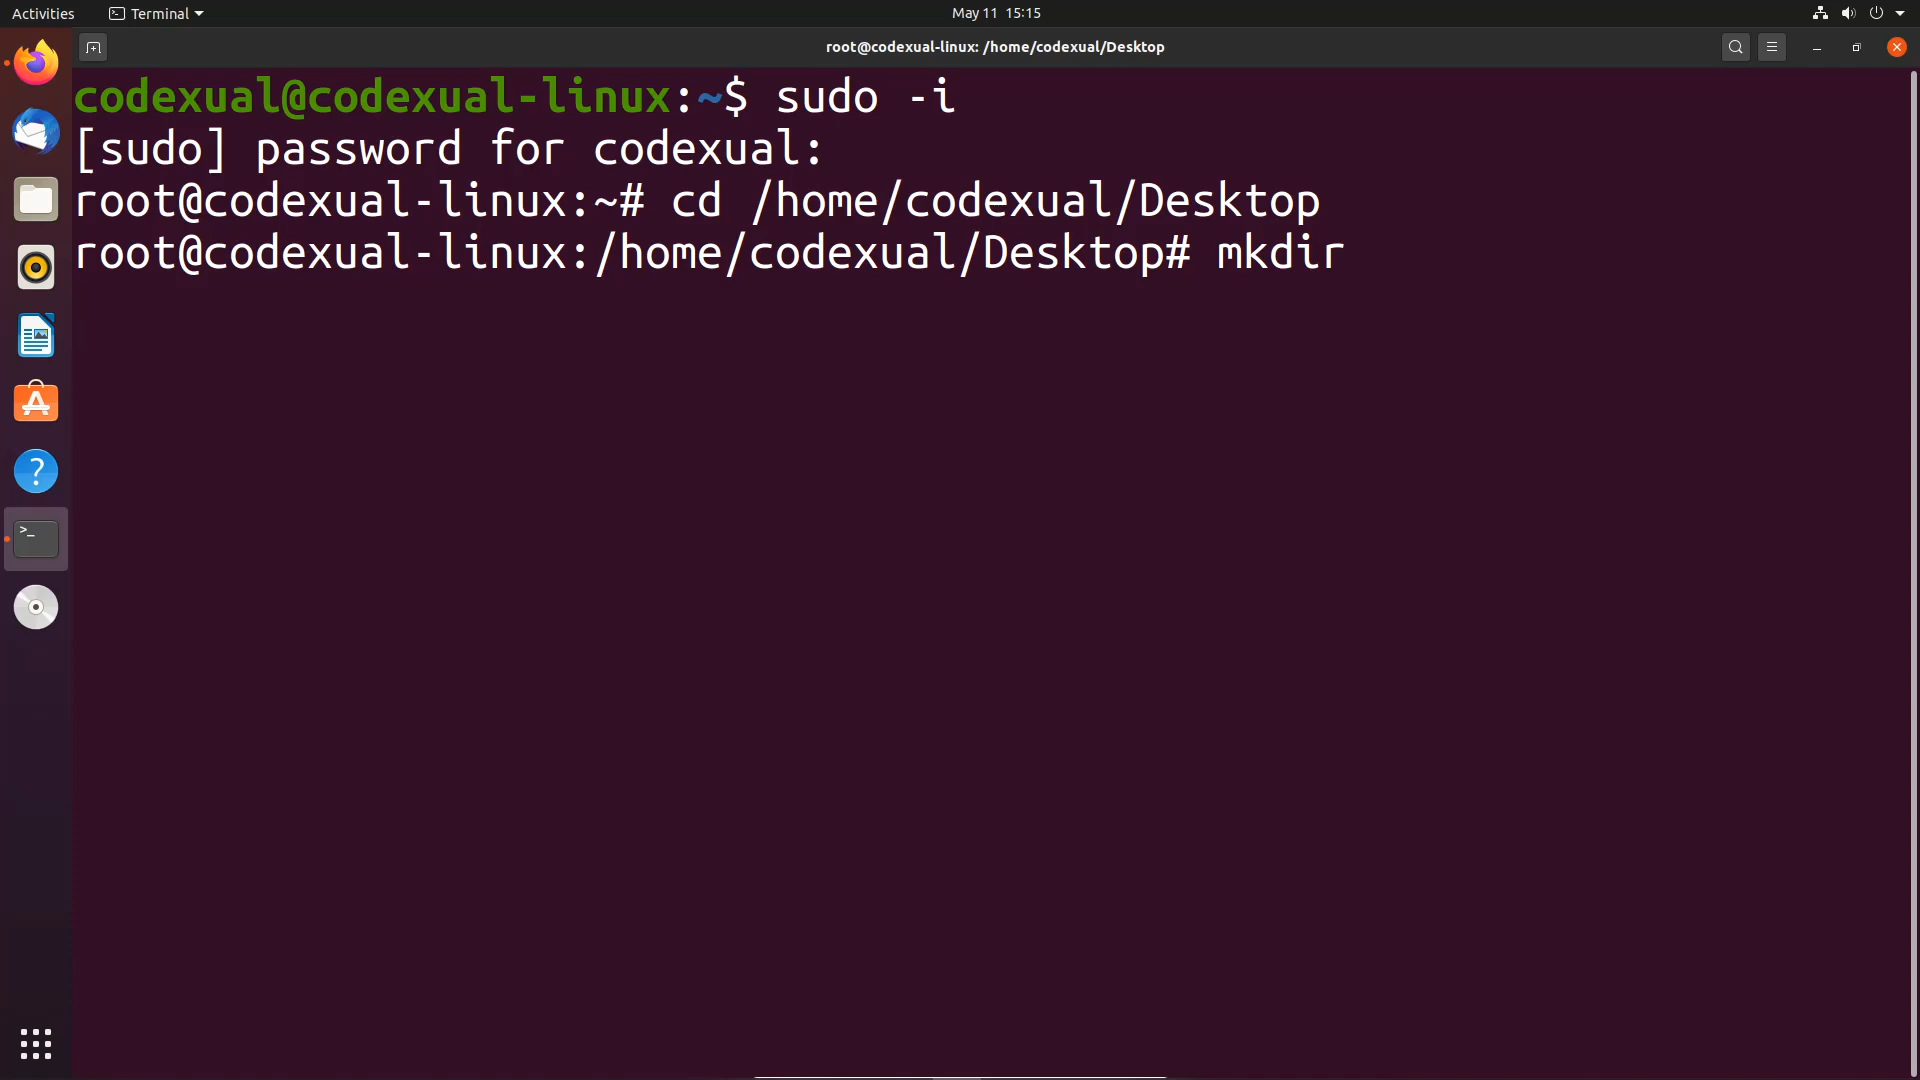 Activities Terminal May 11 15:15
root@codexual-linux: /home/codexual/Desktop
codexual@codexual-linux:~$ sudo -i
[sudo] password for codexual:
root@codexual-linux:~# cd /home/codexual/Desktop
root@codexual-linux:/home/codexual/Desktop# mkdir